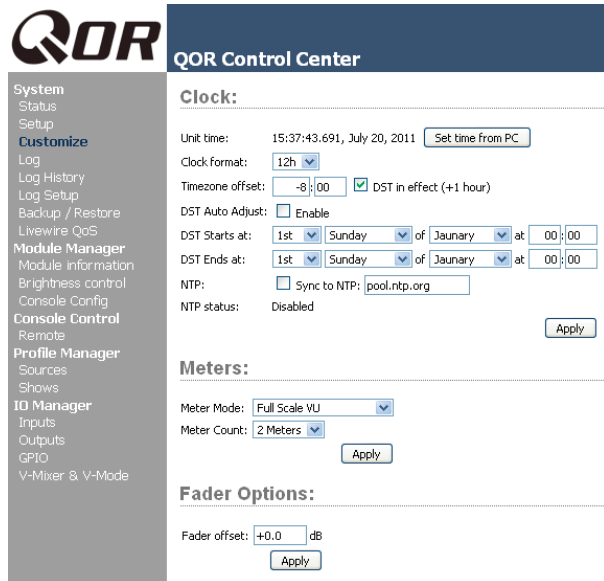 QOR
QOR Control Center
System
Status
Setup
Customize
Log
Log History
Log Setup
Backup / Restore
Livewire QoS
Module Manager
Module information
Brightness control
Console Config
Console Control
Remote
Profile Manager
Sources
Shows
IO Manager
Inputs
Outputs
GPIO
V-Mixer & V-Mode
Clock:
Unit time: 15:37:43.691, July 20, 2011 Set time from PC
Clock format: 12h
Timezone offset: -8:00 DST in effect (+1 hour)
DST Auto Adjust: Enable
DST Starts at: 1st Sunday of Jaunary at 00:00
DST Ends at: 1st Sunday of Jaunary at 00:00
NTP: Sync to NTP: pool.ntp.org
NTP status: Disabled
Apply
Meters:
Meter Mode: Full Scale VU
Meter Count: 2 Meters
Apply
Fader Options:
Fader offset: +0.0 dB
Apply